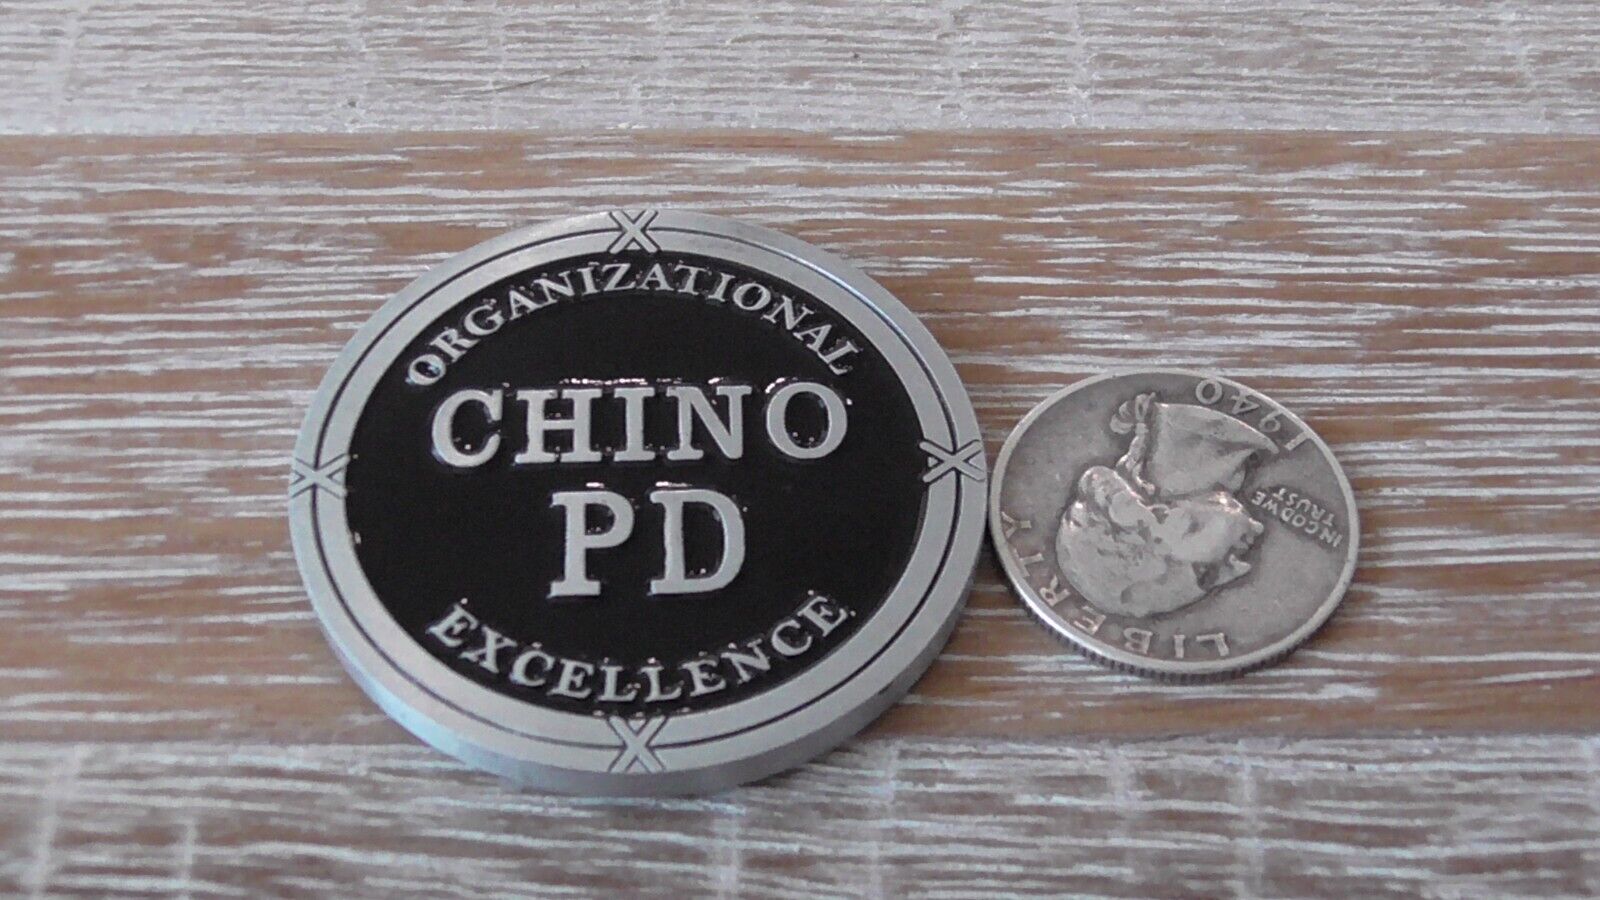 ORGANIZATIONAL
CHINO
PD
EXCELLENCE
LIBERTY
IN GOD WE
TRUST
1940